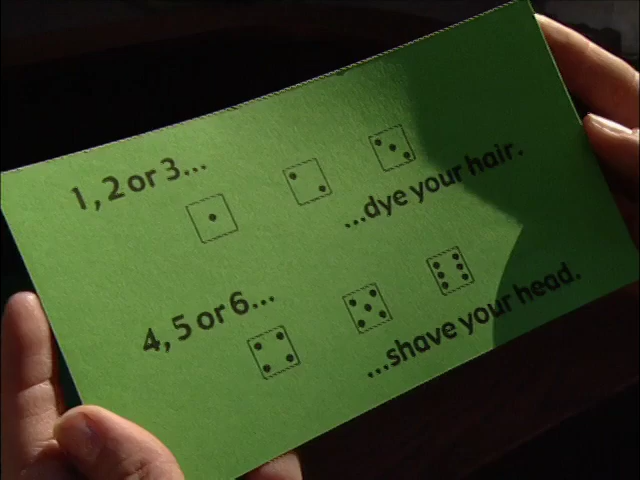 1, 2 or 3...
...dye your hair.
4, 5 or 6...
...shave your head.